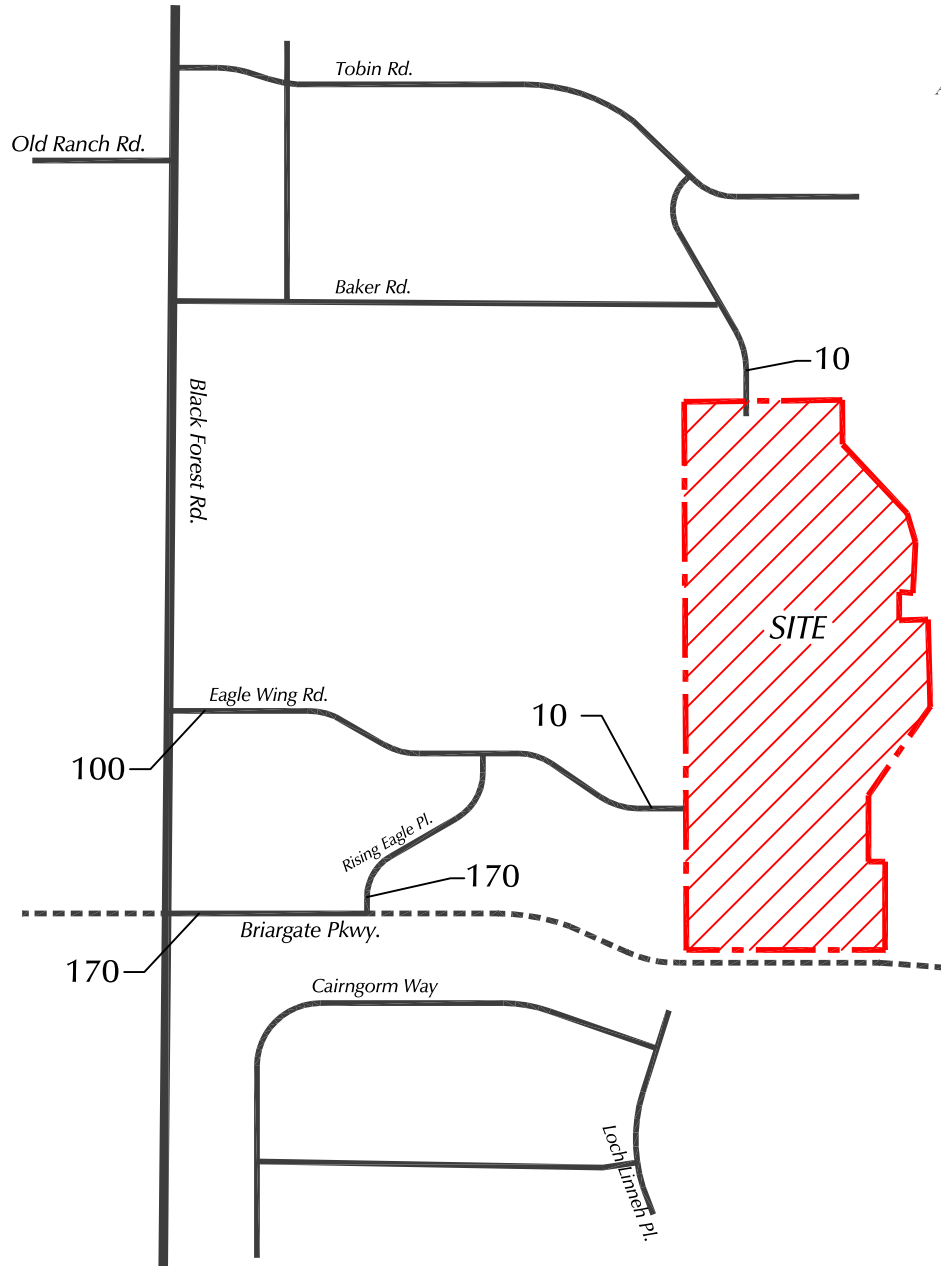 Tobin Rd.
Old Ranch Rd.
Baker Rd.
10
Black Forest Rd.
SITE
Eagle Wing Rd.
10
100
Rising Eagle Pl.
170
Briargate Pkwy.
170
Cairngorm Way
Loch Linneh Pl.